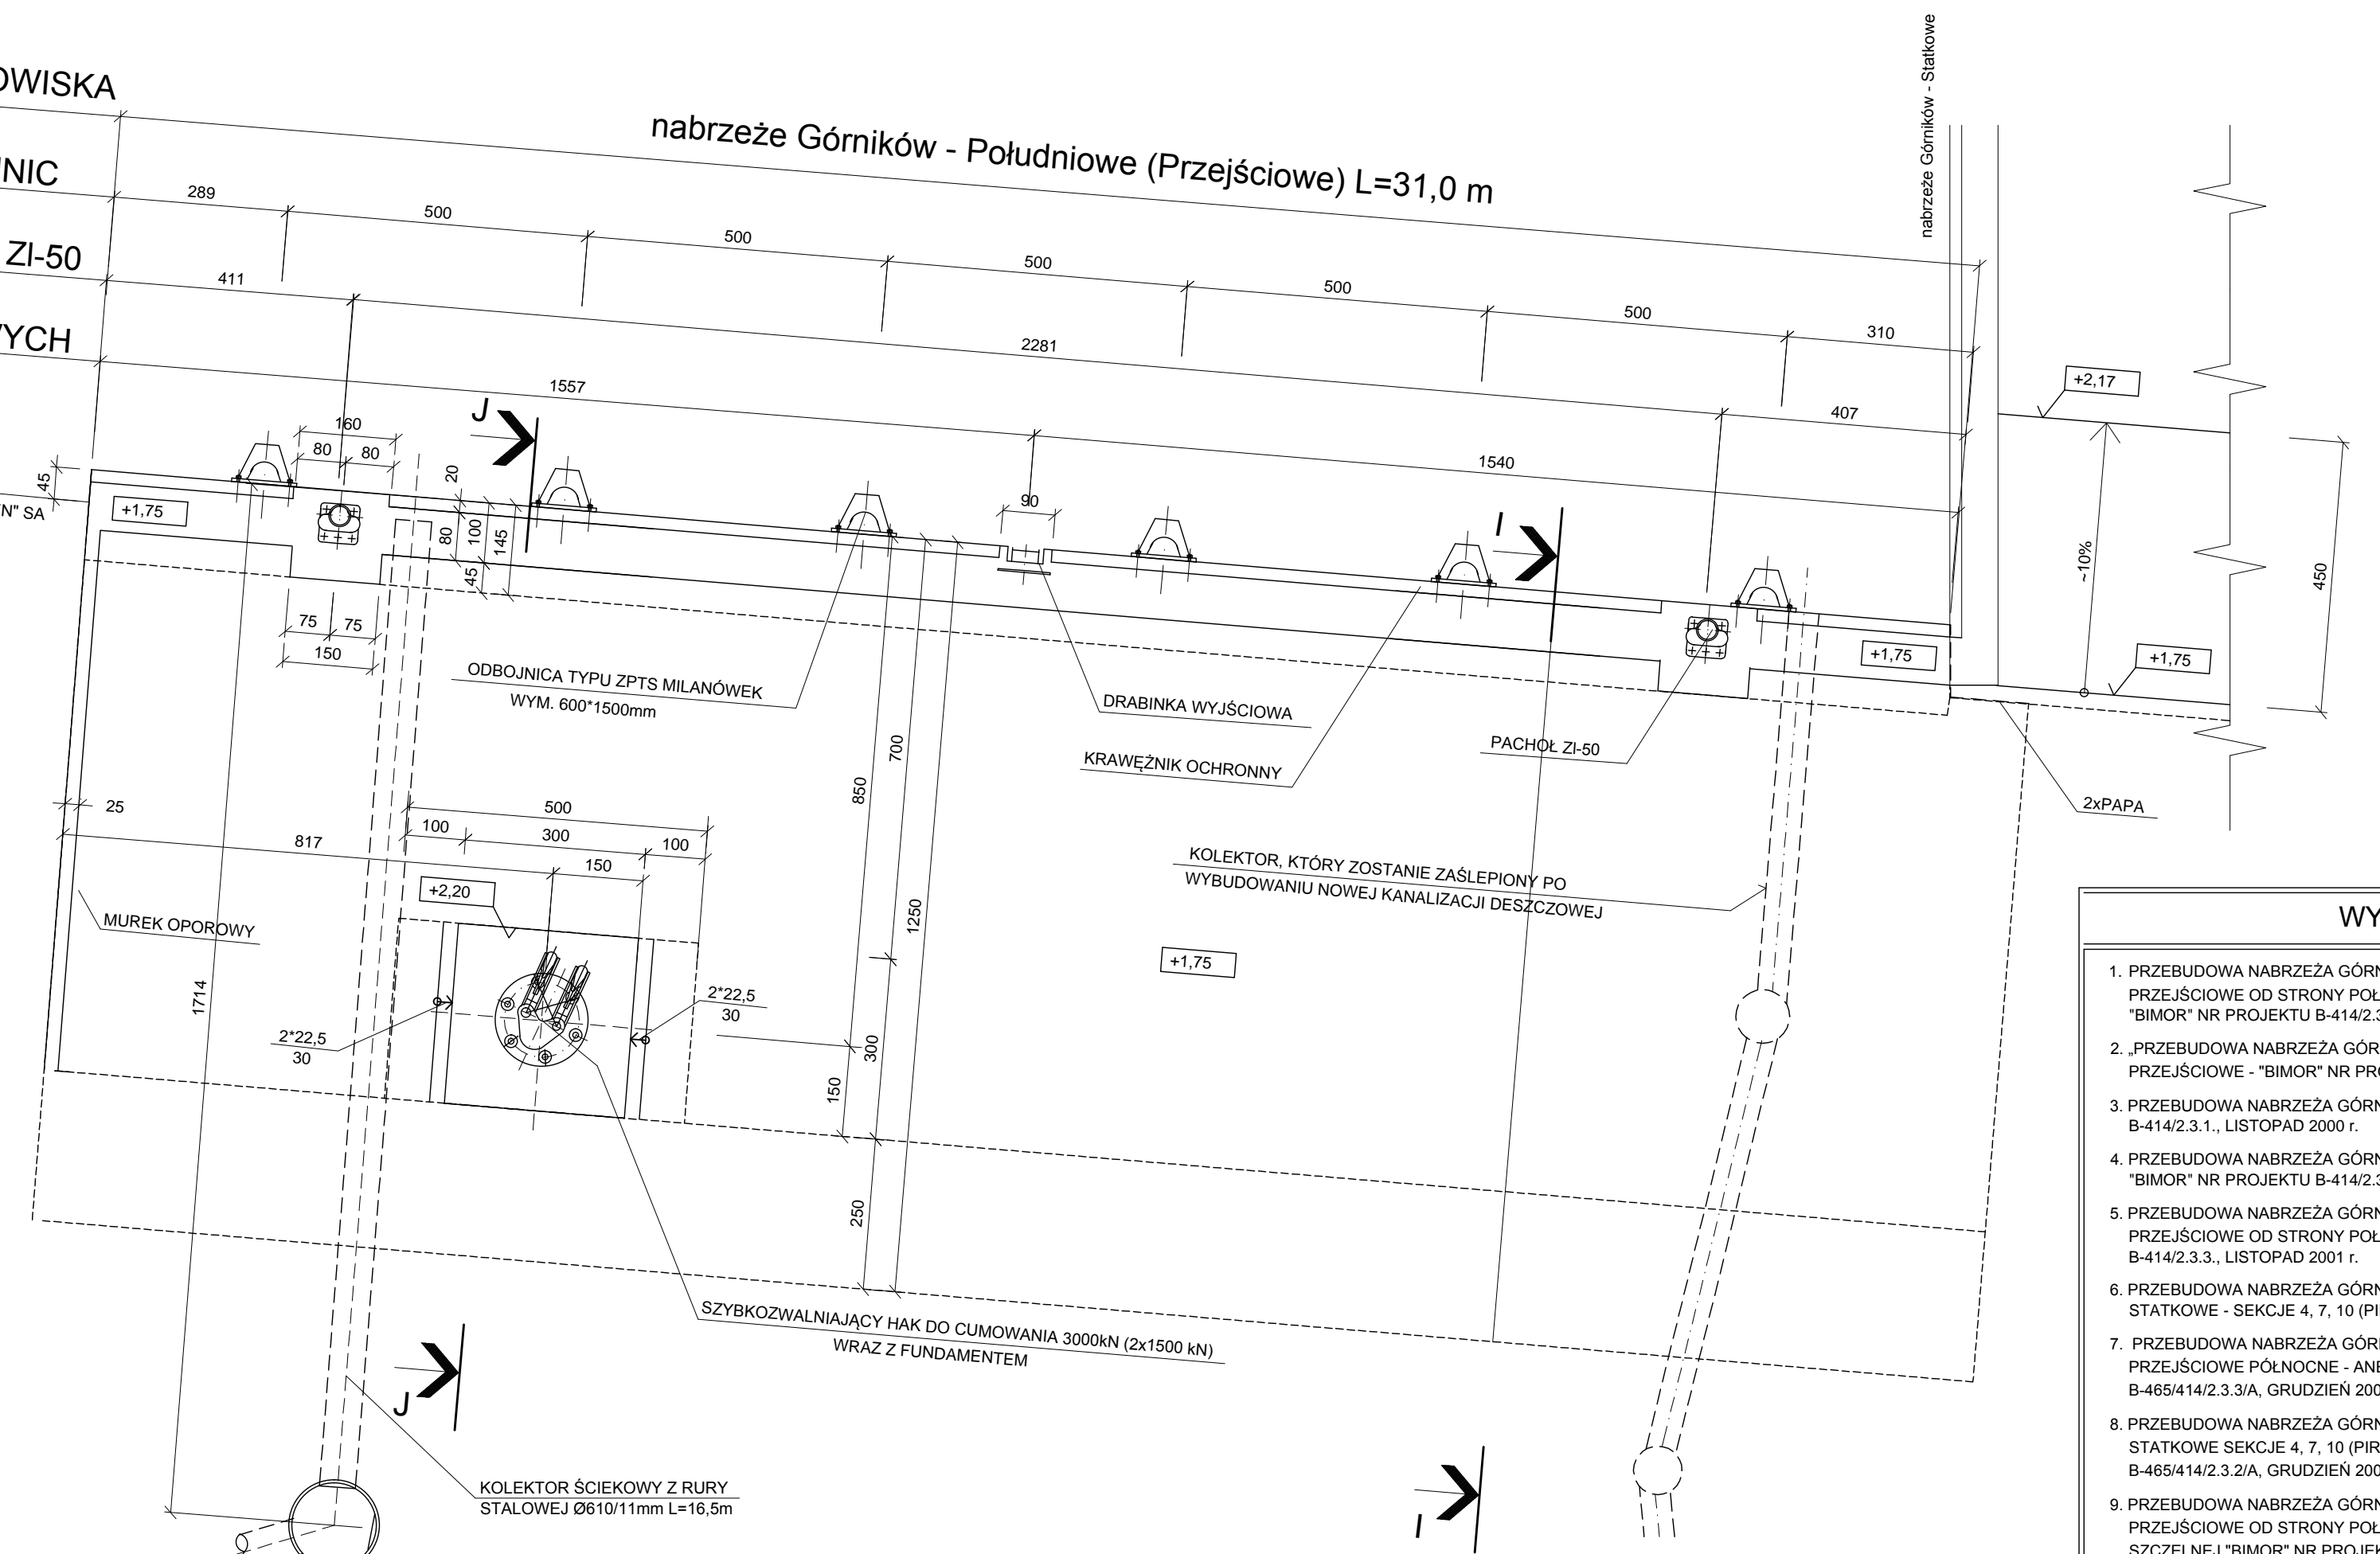 OWISKA
nabrzeże Górników - Południowe (Przejściowe) L=31,0 m
nabrzeże Górników - Statkowe
NIC
289
500
500
500
500
500
310
ZI-50
411
2281
407
YCH
1557
1540
+2,17
J
160
80
80
20
45
N" SA
+1,75
80
100
145
45
90
I
~10%
450
75
75
150
+1,75
+1,75
ODBOJNICA TYPU ZPTS MILANÓWEK
WYM. 600*1500mm
DRABINKA WYJŚCIOWA
KRAWĘŻNIK OCHRONNY
PACHOŁ ZI-50
2xPAPA
700
850
1250
25
817
500
100
300
100
150
+2,20
MUREK OPOROWY
KOLEKTOR, KTÓRY ZOSTANIE ZAŚLEPIONY PO
WYBUDOWANIU NOWEJ KANALIZACJI DESZCZOWEJ
+1,75
1714
2*22,5
30
2*22,5
30
300
150
250
SZYBKOZWALNIAJĄCY HAK DO CUMOWANIA 3000kN (2x1500 kN)
WRAZ Z FUNDAMENTEM
J
KOLEKTOR ŚCIEKOWY Z RURY
STALOWEJ Ø610/11mm L=16,5m
I
WY
1. PRZEBUDOWA NABRZEŻA GÓRN
PRZEJŚCIOWE OD STRONY POŁ
"BIMOR" NR PROJEKTU B-414/2.3
2. „PRZEBUDOWA NABRZEŻA GÓR
PRZEJŚCIOWE - "BIMOR" NR PRO
3. PRZEBUDOWA NABRZEŻA GÓRN
B-414/2.3.1., LISTOPAD 2000 r.
4. PRZEBUDOWA NABRZEŻA GÓRN
"BIMOR" NR PROJEKTU B-414/2.3
5. PRZEBUDOWA NABRZEŻA GÓRN
PRZEJŚCIOWE OD STRONY POŁ
B-414/2.3.3., LISTOPAD 2001 r.
6. PRZEBUDOWA NABRZEŻA GÓRN
STATKOWE - SEKCJE 4, 7, 10 (PI
7. PRZEBUDOWA NABRZEŻA GÓR
PRZEJŚCIOWE PÓŁNOCNE - ANE
B-465/414/2.3.3/A, GRUDZIEŃ 200
8. PRZEBUDOWA NABRZEŻA GÓRN
STATKOWE SEKCJE 4, 7, 10 (PIR
B-465/414/2.3.2/A, GRUDZIEŃ 200
9. PRZEBUDOWA NABRZEŻA GÓRN
PRZEJŚCIOWE OD STRONY POŁ
SZCZELNEJ "BIMOR" NR PROJEK